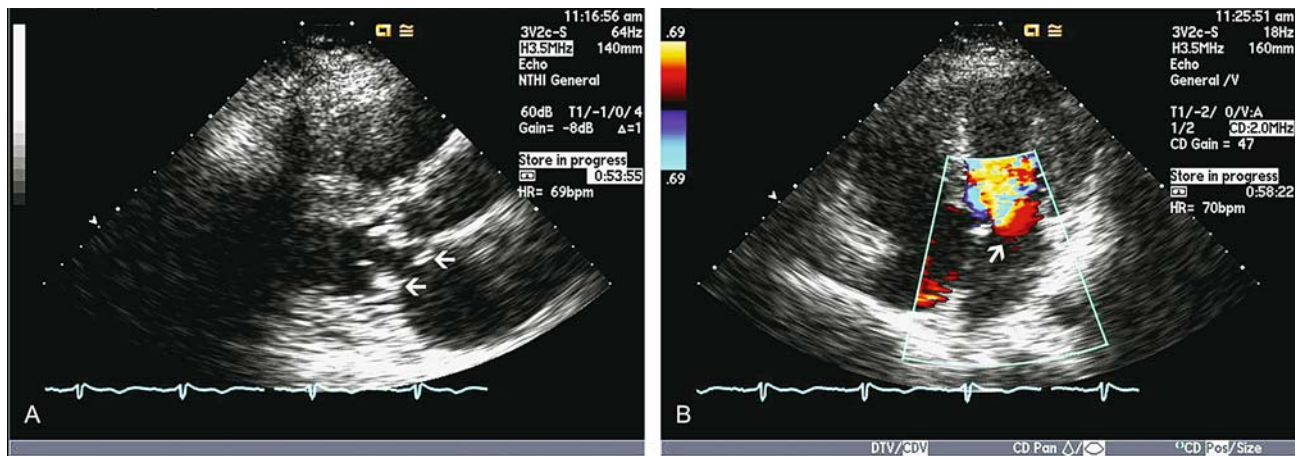 11:16:56 am
3V2c-S 64Hz
H3.5MHz 140mm
Echo
NTHI General
60dB T1/-1/0/4
Gain= -8dB Δ=1
Store in progress
0:53:55
HR= 69bpm
A
11:25:51 am
.69
3V2c-S 18Hz
H3.5MHz 160mm
Echo
General /V
T1/-2/ 0/V:A
1/2 CD:2.0MHz
CD Gain = 47
.69
Store in progress
0:58:22
HR= 70bpm
B
DTV/CDV CD Pan CD Pos/Size